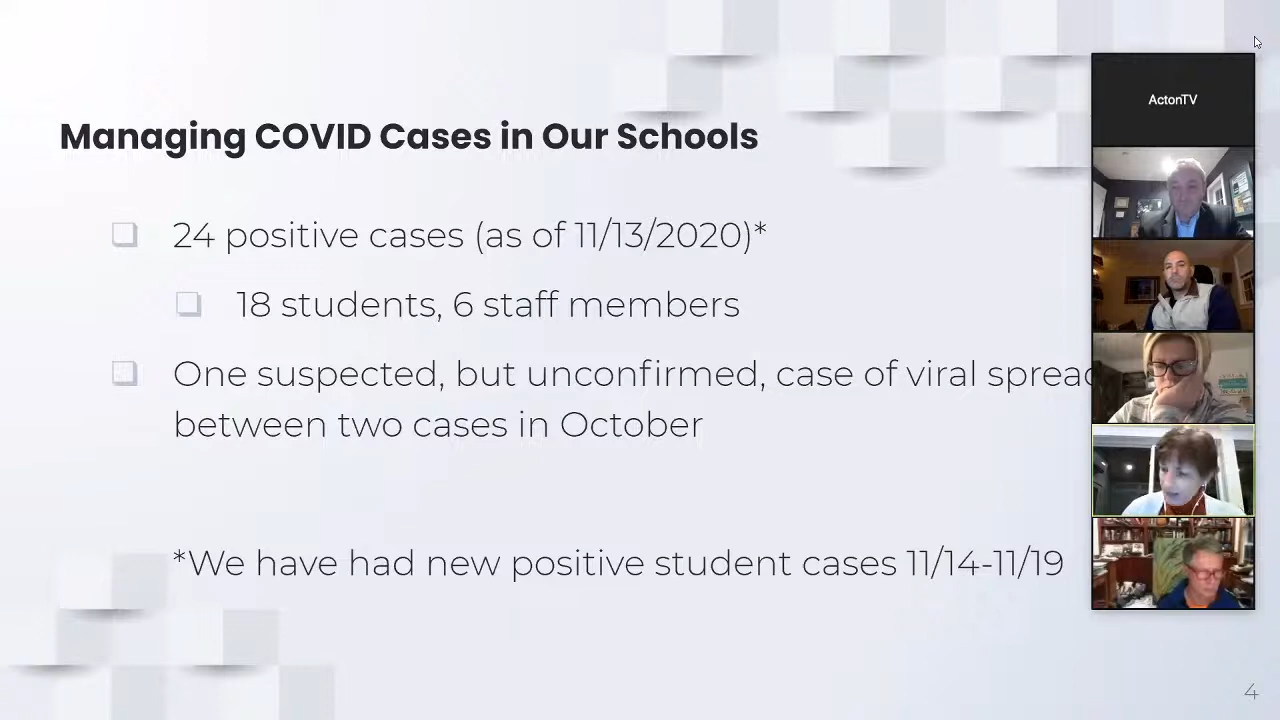 Managing COVID Cases in Our Schools
24 positive cases (as of 11/13/2020)*
18 students, 6 staff members
One suspected, but unconfirmed, case of viral spread
between two cases in October
*We have had new positive student cases 11/14-11/19
ActonTV
4